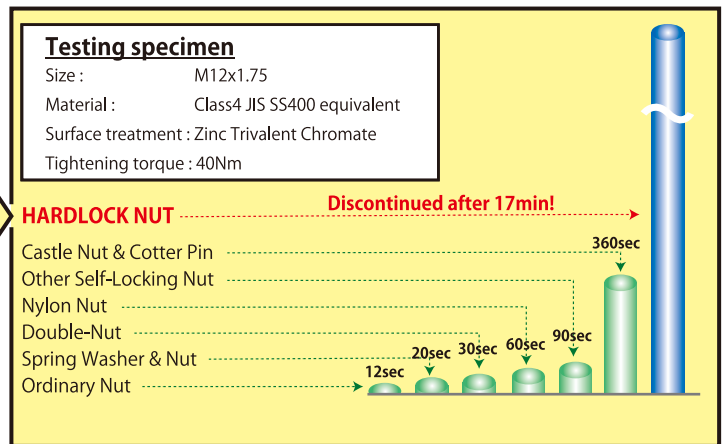 Testing specimen
Size : M12x1.75
Material : Class4 JIS SS400 equivalent
Surface treatment : Zinc Trivalent Chromate
Tightening torque : 40Nm
HARDLOCK NUT Discontinued after 17min!
Castle Nut & Cotter Pin 360sec
Other Self-Locking Nut 90sec
Nylon Nut 60sec
Double-Nut 30sec
Spring Washer & Nut 20sec
Ordinary Nut 12sec